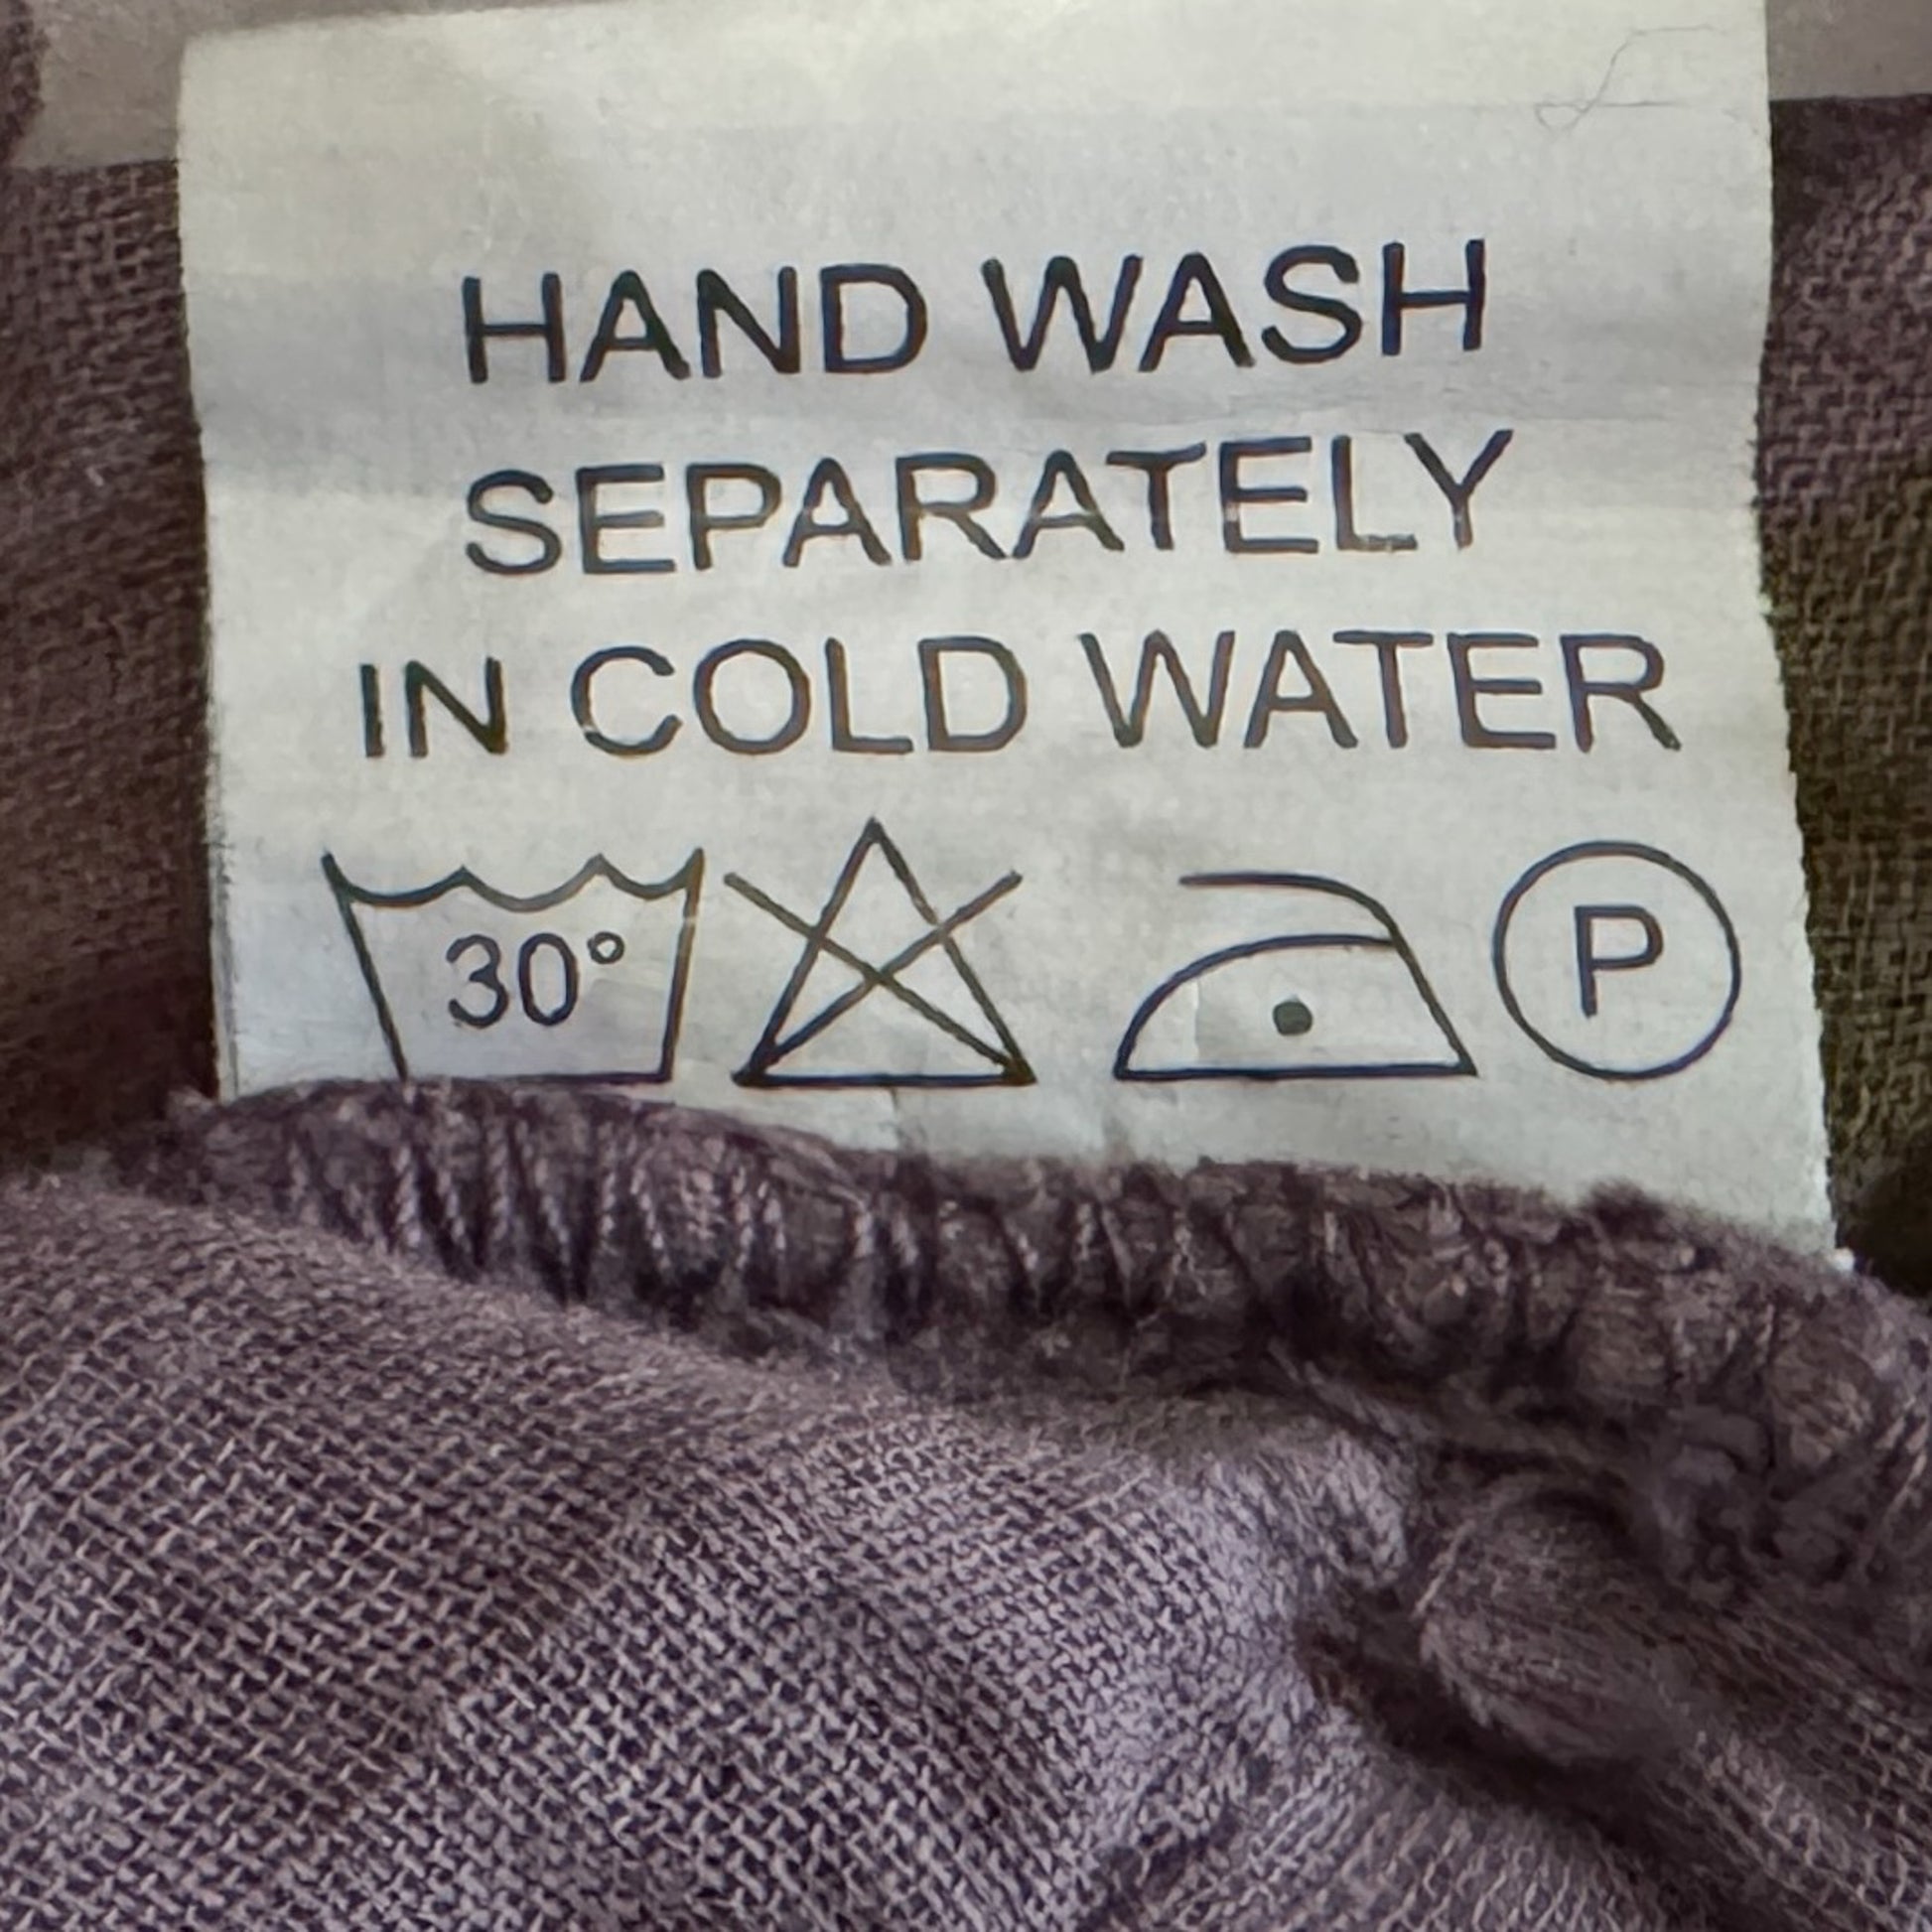 HAND WASH
SEPARATELY
IN COLD WATER
30° P